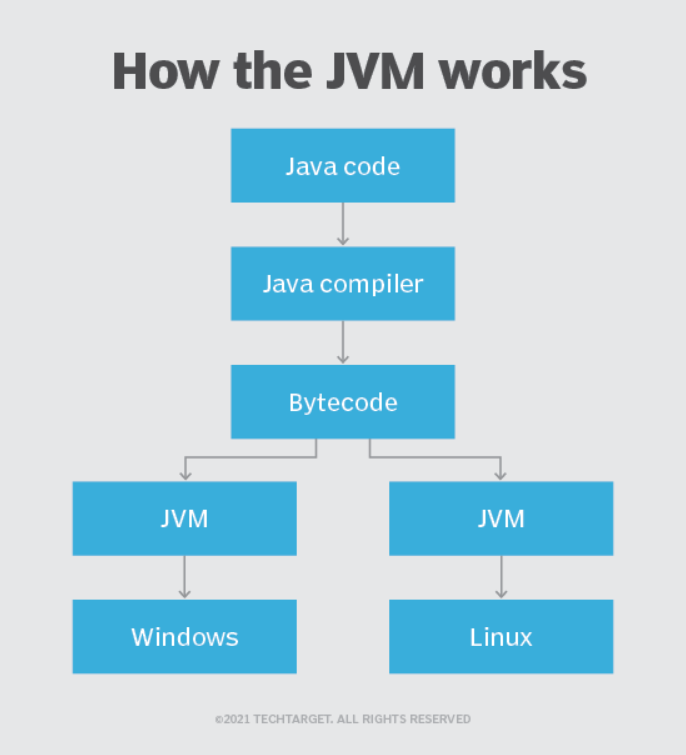 How the JVM works
Java code
Java compiler
Bytecode
JVM
JVM
Windows
Linux
©2021 TECHTARGET. ALL RIGHTS RESERVED